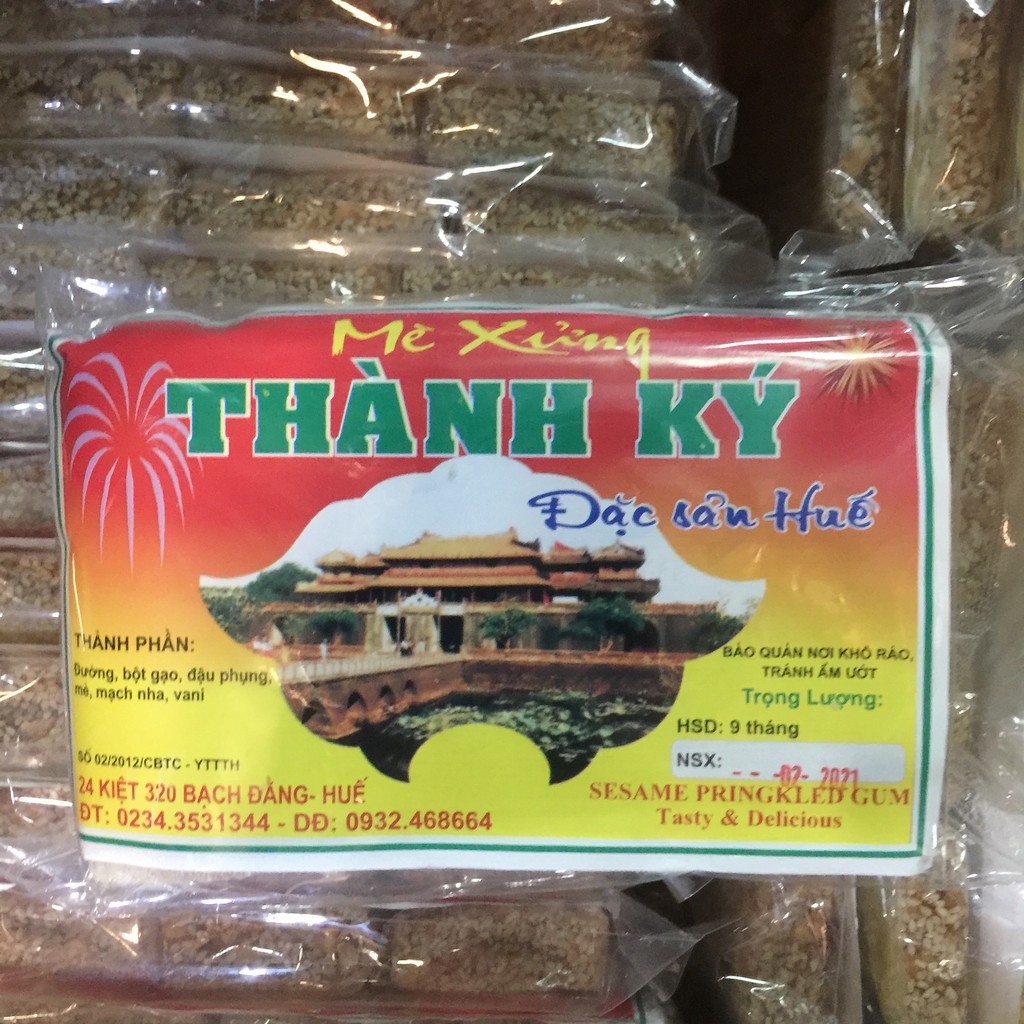 Mè Xửng
THÀNH KÝ
Đặc sản Huế
THÀNH PHẦN:
Đường, bột gạo, đậu phụng,
mè, mạch nha, vani
BẢO QUẢN NƠI KHÔ RÁO,
TRÁNH ẨM ƯỚT
Trọng Lượng:
HSD: 9 tháng
NSX: - - -02- 2021
SỐ 02/2012/CBTC - YTTTH
24 KIỆT 320 BẠCH ĐẰNG- HUẾ
ĐT: 0234.3531344 - DĐ: 0932.468664
SESAME PRINGKLED GUM
Tasty & Delicious